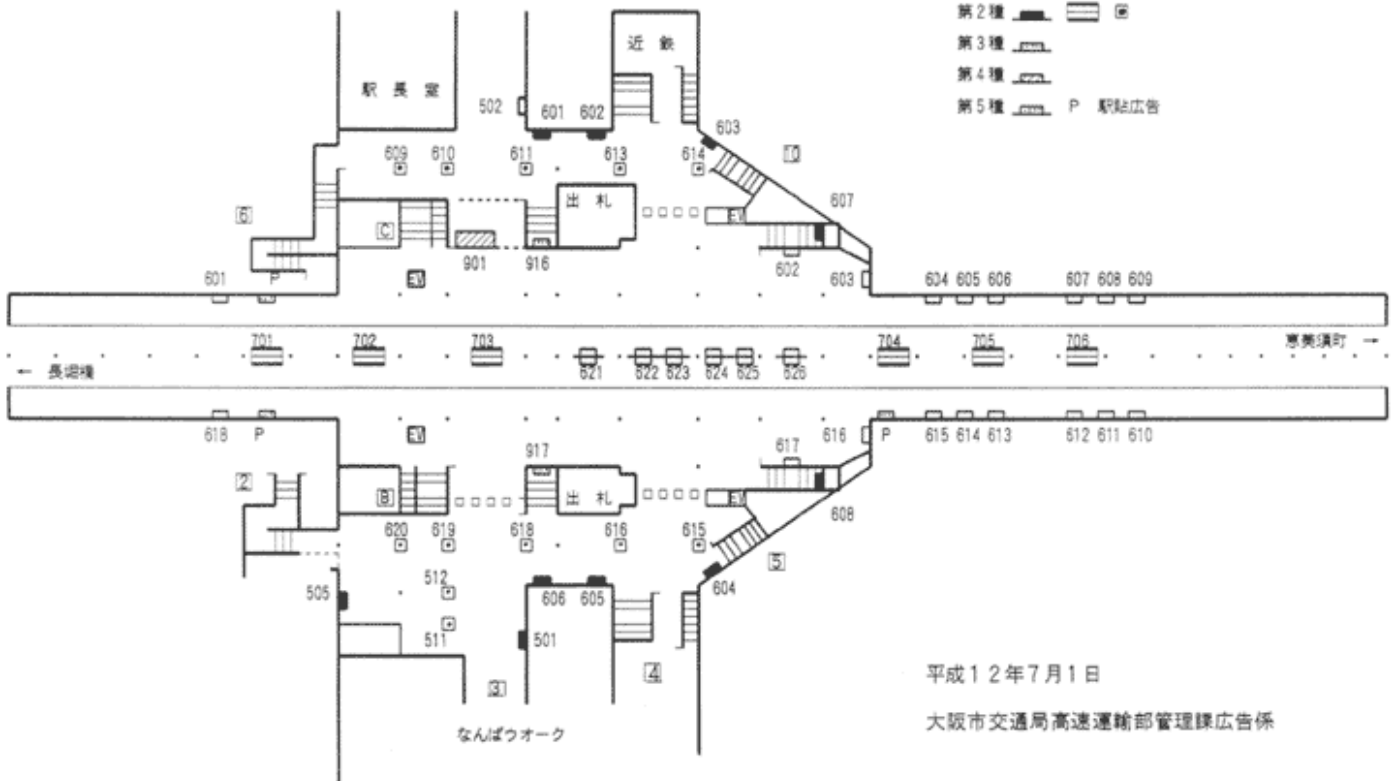 第2種
近鉄
第3種
駅長室
第4種
502
601 602
第5種 P 駅貼広告
603
609 610 611 613 614
10
607
出札
6
C
EV
901 916
602
601 P
EV
603 604 605 606 607 608 609
701 702 703 704 705 706
恵美須町 →
← 長堀橋
621 622 623 624 625 626
EV
618 P
617
616 P 615 614 613 612 611 610
917
2
B
出札
EV
608
620 619 618 616 615
5
512
505
606 605
604
511
501
4
平成12年7月1日
3
大阪市交通局高速運輸部管理課広告係
なんばウオーク